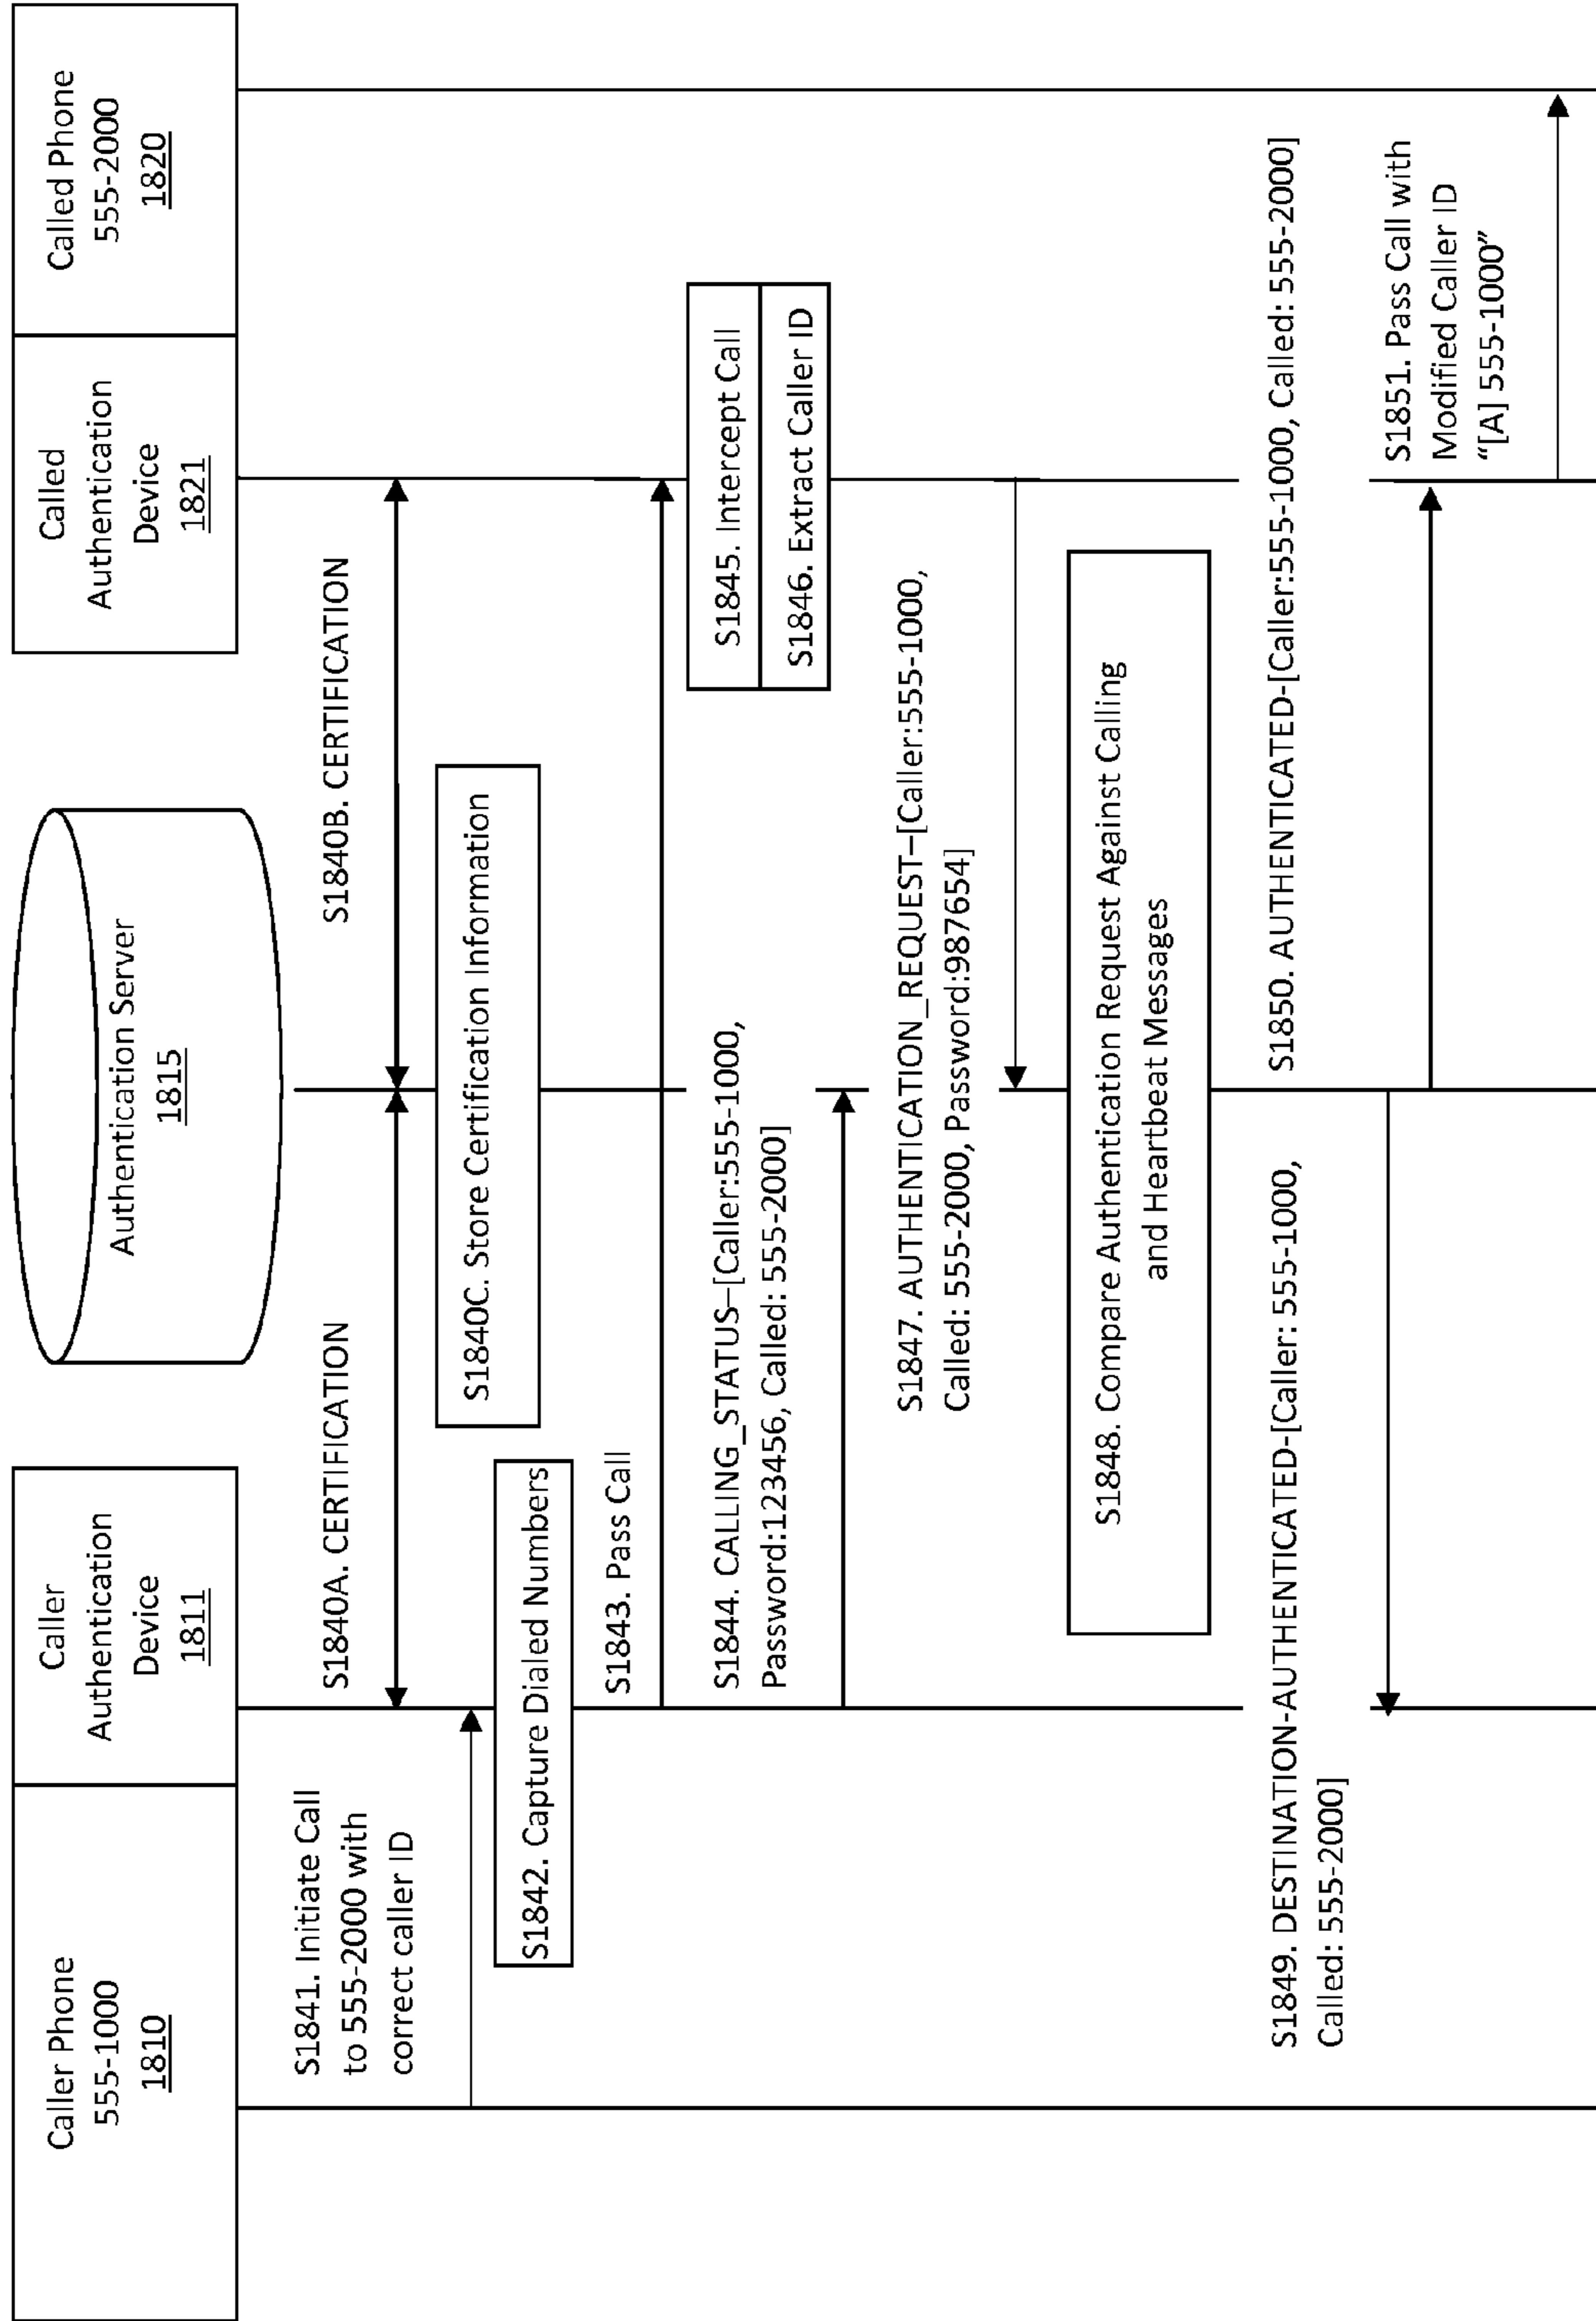 Caller Phone
555-1000
1810
Caller
Authentication
Device
1811
Authentication Server
1815
Called
Authentication
Device
1821
Called Phone
555-2000
1820
S1840A. CERTIFICATION
S1840B. CERTIFICATION
S1841. Initiate Call
to 555-2000 with
correct caller ID
S1840C. Store Certification Information
S1842. Capture Dialed Numbers
S1843. Pass Call
S1844. CALLING_STATUS–[Caller:555-1000,
Password:123456, Called: 555-2000]
S1845. Intercept Call
S1846. Extract Caller ID
S1847. AUTHENTICATION_REQUEST–[Caller:555-1000,
Called: 555-2000, Password:987654]
S1848. Compare Authentication Request Against Calling
and Heartbeat Messages
S1849. DESTINATION-AUTHENTICATED-[Caller: 555-1000,
Called: 555-2000]
S1850. AUTHENTICATED-[Caller:555-1000, Called: 555-2000]
S1851. Pass Call with
Modified Caller ID
“[A] 555-1000”